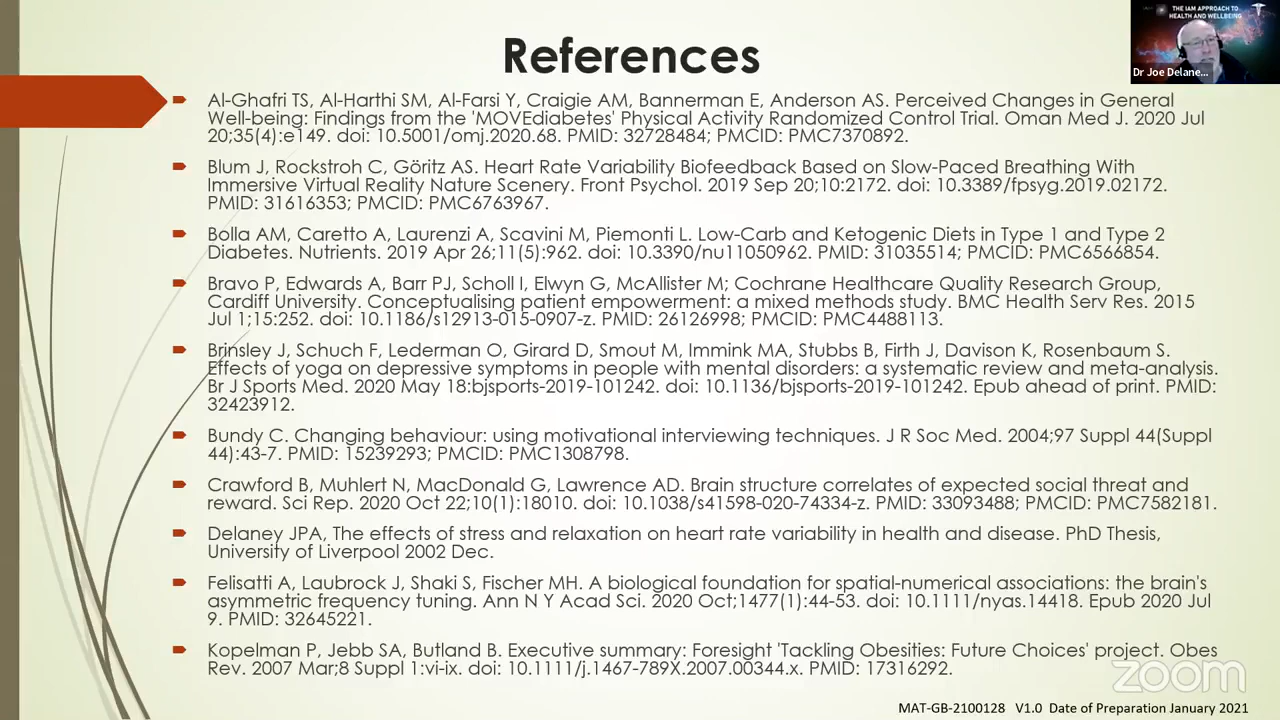 References
THE IAM APPROACH TO
HEALTH AND WELLBEING
Dr Joe Delane...
Al-Ghafri TS, Al-Harthi SM, Al-Farsi Y, Craigie AM, Bannerman E, Anderson AS. Perceived Changes in General
Well-being: Findings from the 'MOVEdiabetes' Physical Activity Randomized Control Trial. Oman Med J. 2020 Jul
20;35(4):e149. doi: 10.5001/omj.2020.68. PMID: 32728484; PMCID: PMC7370892.
Blum J, Rockstroh C, Göritz AS. Heart Rate Variability Biofeedback Based on Slow-Paced Breathing With
Immersive Virtual Reality Nature Scenery. Front Psychol. 2019 Sep 20;10:2172. doi: 10.3389/fpsyg.2019.02172.
PMID: 31616353; PMCID: PMC6763967.
Bolla AM, Caretto A, Laurenzi A, Scavini M, Piemonti L. Low-Carb and Ketogenic Diets in Type 1 and Type 2
Diabetes. Nutrients. 2019 Apr 26;11(5):962. doi: 10.3390/nu11050962. PMID: 31035514; PMCID: PMC6566854.
Bravo P, Edwards A, Barr PJ, Scholl I, Elwyn G, McAllister M; Cochrane Healthcare Quality Research Group,
Cardiff University. Conceptualising patient empowerment: a mixed methods study. BMC Health Serv Res. 2015
Jul 1;15:252. doi: 10.1186/s12913-015-0907-z. PMID: 26126998; PMCID: PMC4488113.
Brinsley J, Schuch F, Lederman O, Girard D, Smout M, Immink MA, Stubbs B, Firth J, Davison K, Rosenbaum S.
Effects of yoga on depressive symptoms in people with mental disorders: a systematic review and meta-analysis.
Br J Sports Med. 2020 May 18:bjsports-2019-101242. doi: 10.1136/bjsports-2019-101242. Epub ahead of print. PMID:
32423912.
Bundy C. Changing behaviour: using motivational interviewing techniques. J R Soc Med. 2004;97 Suppl 44(Suppl
44):43-7. PMID: 15239293; PMCID: PMC1308798.
Crawford B, Muhlert N, MacDonald G, Lawrence AD. Brain structure correlates of expected social threat and
reward. Sci Rep. 2020 Oct 22;10(1):18010. doi: 10.1038/s41598-020-74334-z. PMID: 33093488; PMCID: PMC7582181.
Delaney JPA, The effects of stress and relaxation on heart rate variability in health and disease. PhD Thesis,
University of Liverpool 2002 Dec.
Felisatti A, Laubrock J, Shaki S, Fischer MH. A biological foundation for spatial-numerical associations: the brain's
asymmetric frequency tuning. Ann N Y Acad Sci. 2020 Oct;1477(1):44-53. doi: 10.1111/nyas.14418. Epub 2020 Jul
9. PMID: 32645221.
Kopelman P, Jebb SA, Butland B. Executive summary: Foresight 'Tackling Obesities: Future Choices' project. Obes
Rev. 2007 Mar;8 Suppl 1:vi-ix. doi: 10.1111/j.1467-789X.2007.00344.x. PMID: 17316292.
zoom
MAT-GB-2100128 V1.0 Date of Preparation January 2021